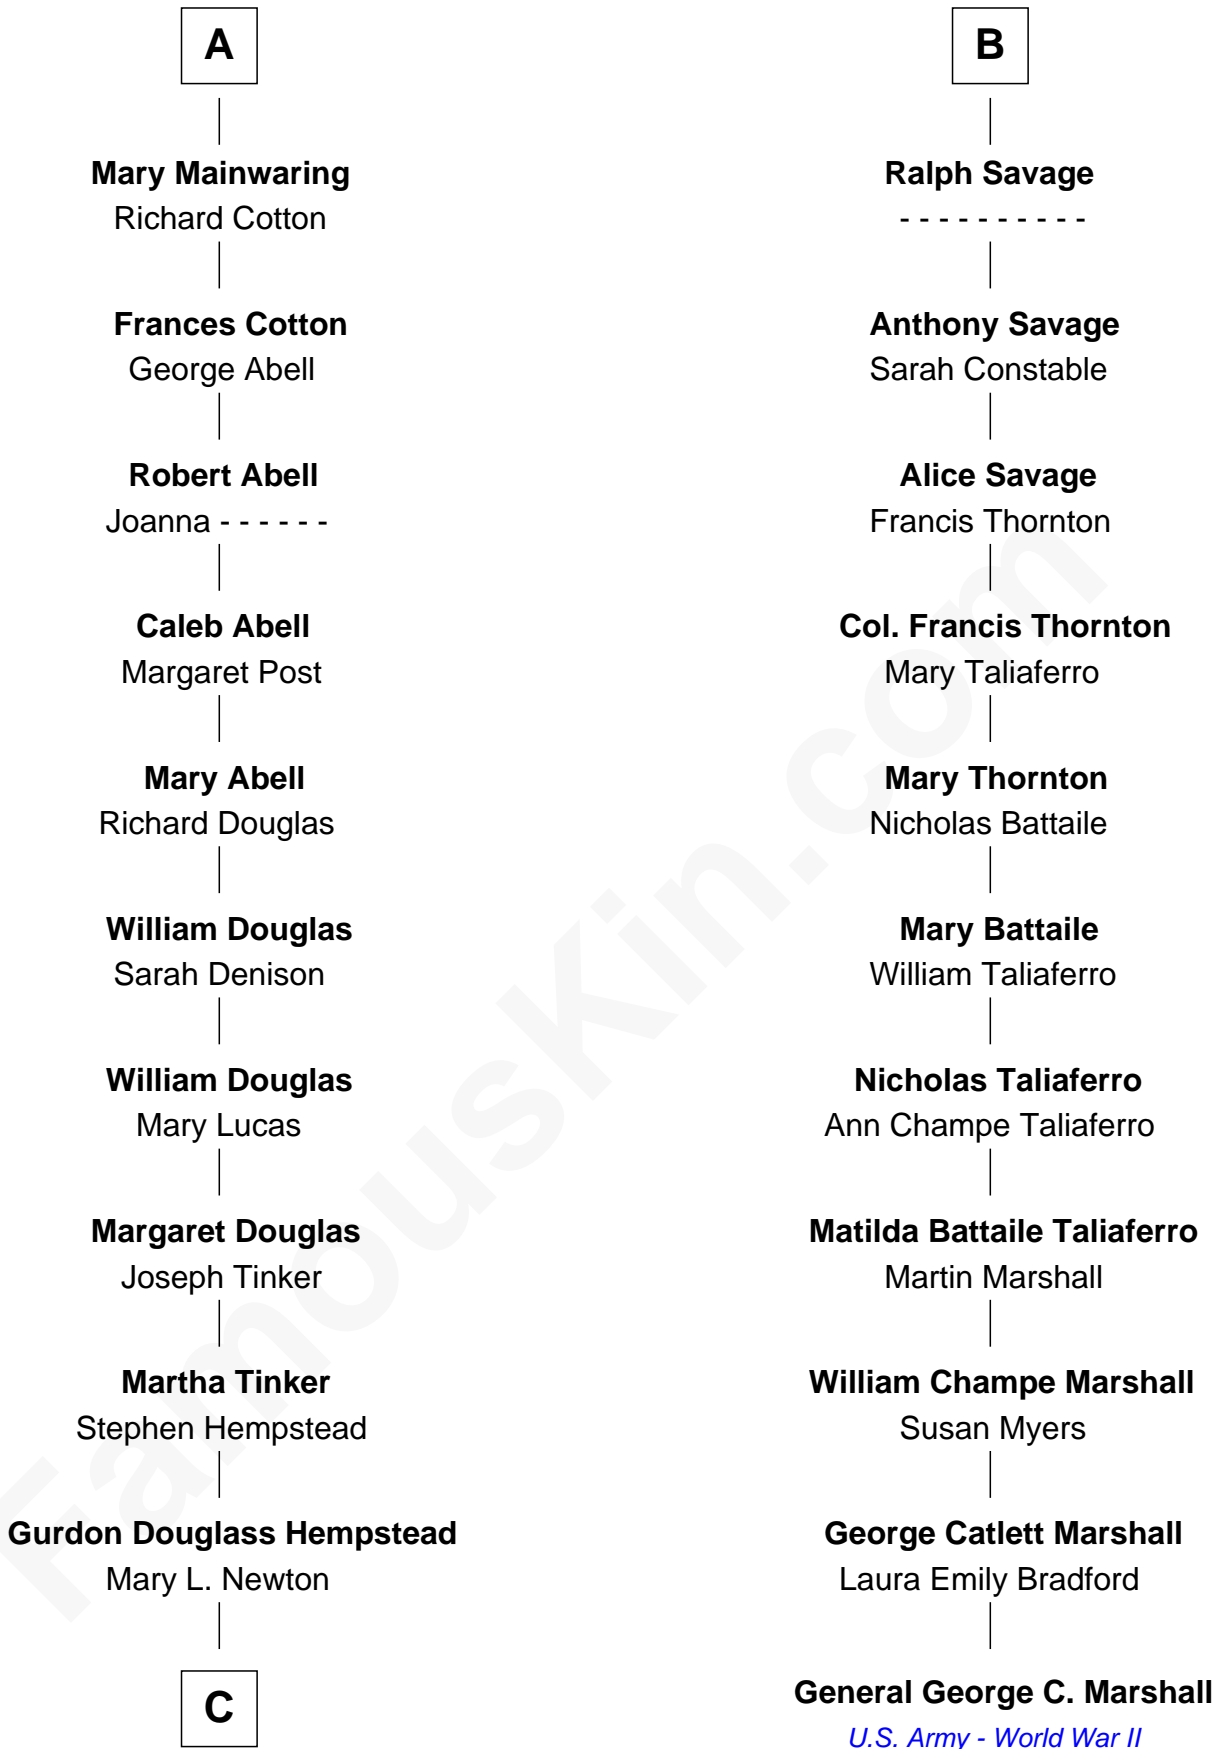 A
Mary Mainwaring
Richard Cotton
Frances Cotton
George Abell
Robert Abell
Joanna - - - - - -
Caleb Abell
Margaret Post
Mary Abell
Richard Douglas
William Douglas
Sarah Denison
William Douglas
Mary Lucas
Margaret Douglas
Joseph Tinker
Martha Tinker
Stephen Hempstead
Gurdon Douglass Hempstead
Mary L. Newton
C
B
Ralph Savage
- - - - - - - - - -
Anthony Savage
Sarah Constable
Alice Savage
Francis Thornton
Col. Francis Thornton
Mary Taliaferro
Mary Thornton
Nicholas Battaile
Mary Battaile
William Taliaferro
Nicholas Taliaferro
Ann Champe Taliaferro
Matilda Battaile Taliaferro
Martin Marshall
William Champe Marshall
Susan Myers
George Catlett Marshall
Laura Emily Bradford
General George C. Marshall
U.S. Army - World War II
FamousKin.com